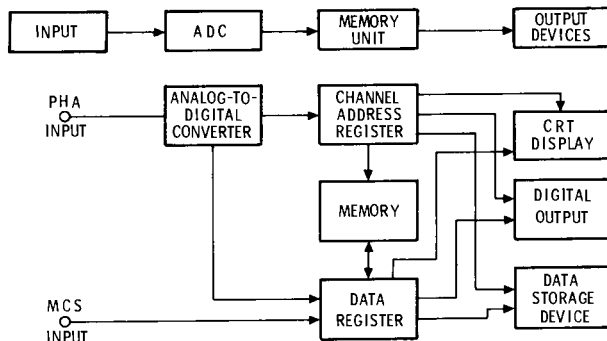 INPUT
ADC
MEMORY
UNIT
OUTPUT
DEVICES
PHA
INPUT
ANALOG-TO-
DIGITAL
CONVERTER
CHANNEL
ADDRESS
REGISTER
CRT
DISPLAY
MEMORY
DIGITAL
OUTPUT
MCS
INPUT
DATA
REGISTER
DATA
STORAGE
DEVICE